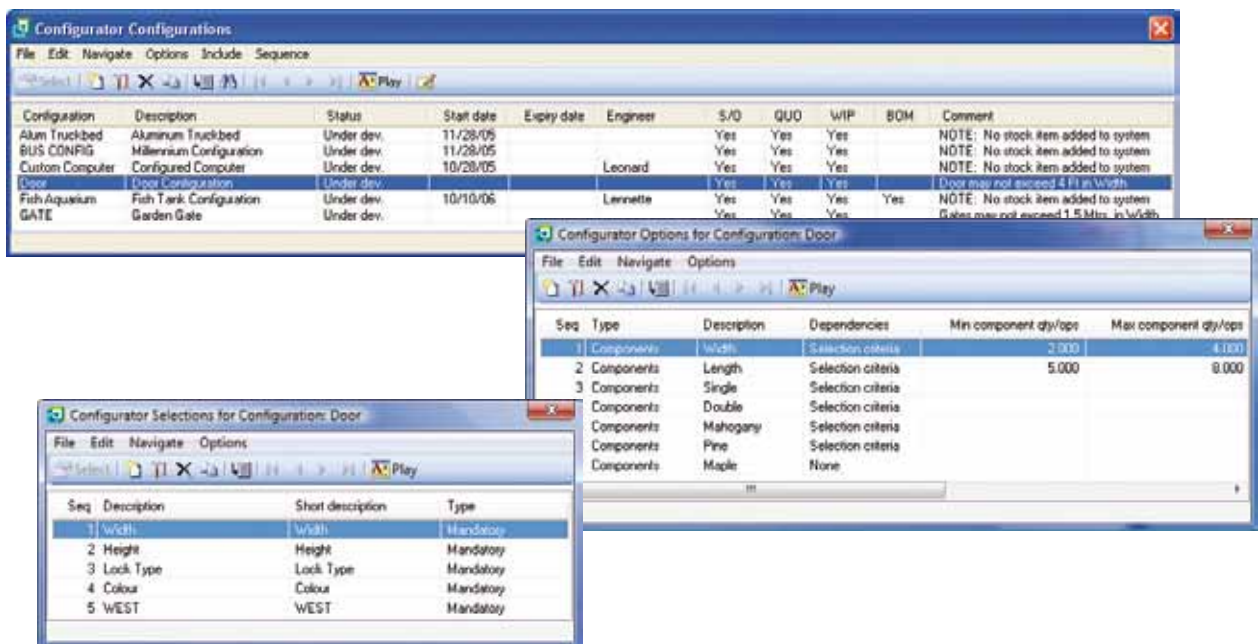 Configurator Configurations
File Edit Navigate Options Include Sequence
Select Play
Configuration Description Status Start date Expiry date Engineer S/O QUO WIP BOM Comment
Alum Truckbed Aluminum Truckbed Under dev. 11/28/05 Yes Yes Yes NOTE: No stock item added to system
BUS CONFIG Millennium Configuration Under dev. 11/28/05 Yes Yes Yes NOTE: No stock item added to system
Custom Computer Configured Computer Under dev. 10/28/05 Leonard Yes Yes Yes NOTE: No stock item added to system
Door Door Configuration Under dev. Yes Yes Yes Door may not exceed 4 Ft in Width
Fish Aquarium Fish Tank Configuration Under dev. 10/10/06 Lennette Yes Yes Yes Yes NOTE: No stock item added to system
GATE Garden Gate Under dev. Yes Yes Yes Gates may not exceed 1.5 Mtrs. in Width
Configurator Options for Configuration: Door
File Edit Navigate Options
Play
Seq Type Description Dependencies Min component qty/ops Max component qty/ops
1 Components Width Selection criteria 2.000 4.000
2 Components Length Selection criteria 5.000 8.000
3 Components Single Selection criteria
Components Double Selection criteria
Components Mahogany Selection criteria
Components Pine Selection criteria
Components Maple None
Configurator Selections for Configuration: Door
File Edit Navigate Options
Select Play
Seq Description Short description Type
1 Width Width Mandatory
2 Height Height Mandatory
3 Lock Type Lock Type Mandatory
4 Colour Colour Mandatory
5 WEST WEST Mandatory